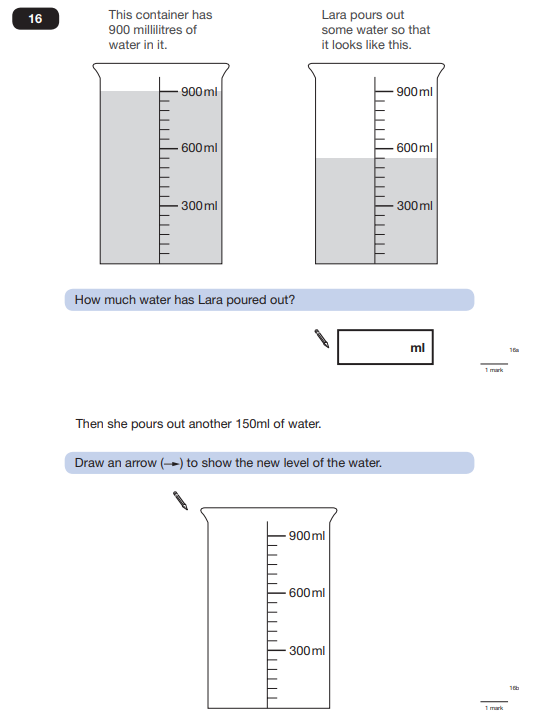 16
This container has
900 millilitres of
water in it.
Lara pours out
some water so that
it looks like this.
900ml
600ml
300ml
900ml
600ml
300ml
How much water has Lara poured out?
ml
16a
1 mark
Then she pours out another 150ml of water.
Draw an arrow (→) to show the new level of the water.
900ml
600ml
300ml
16b
1 mark